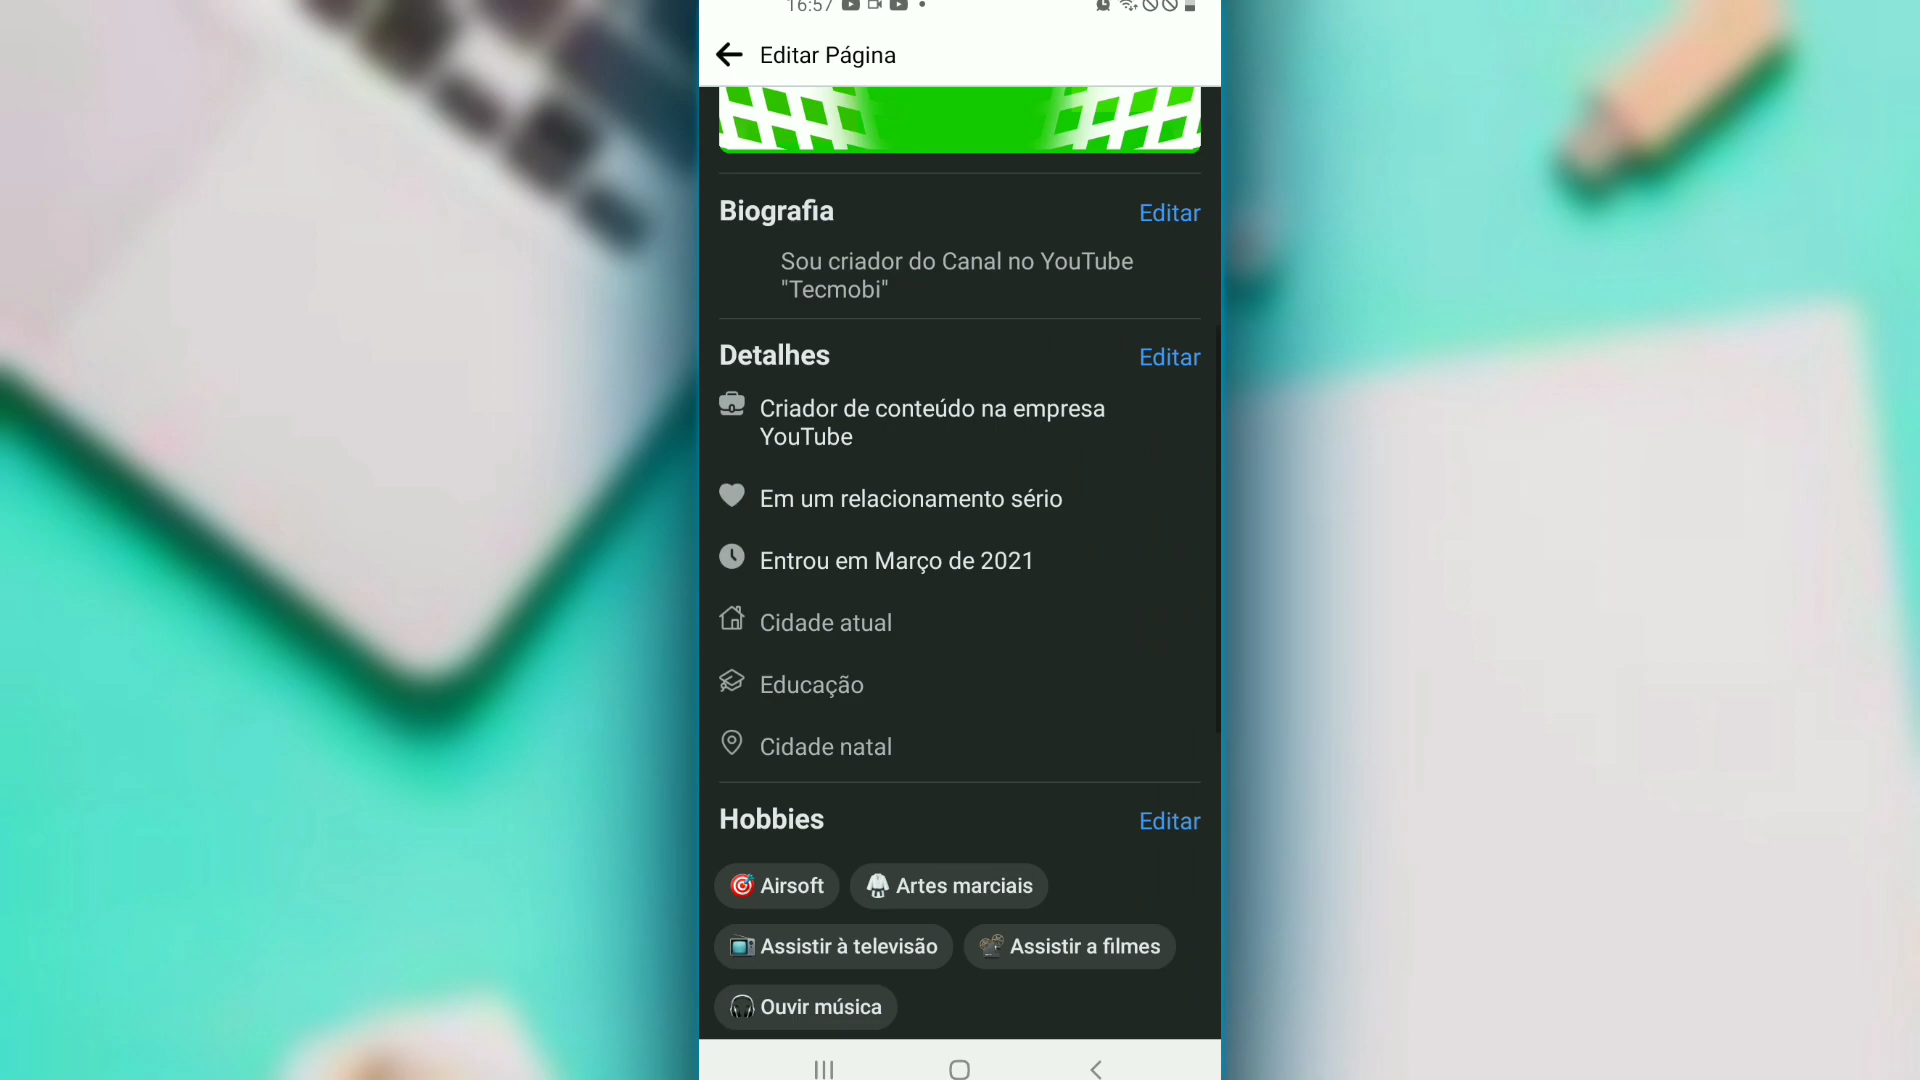 16:57
Editar Página
Biografia
Editar
Sou criador do Canal no YouTube
"Tecmobi"
Detalhes
Editar
Criador de conteúdo na empresa
YouTube
Em um relacionamento sério
Entrou em Março de 2021
Cidade atual
Educação
Cidade natal
Hobbies
Editar
Airsoft
Artes marciais
Assistir à televisão
Assistir a filmes
Ouvir música